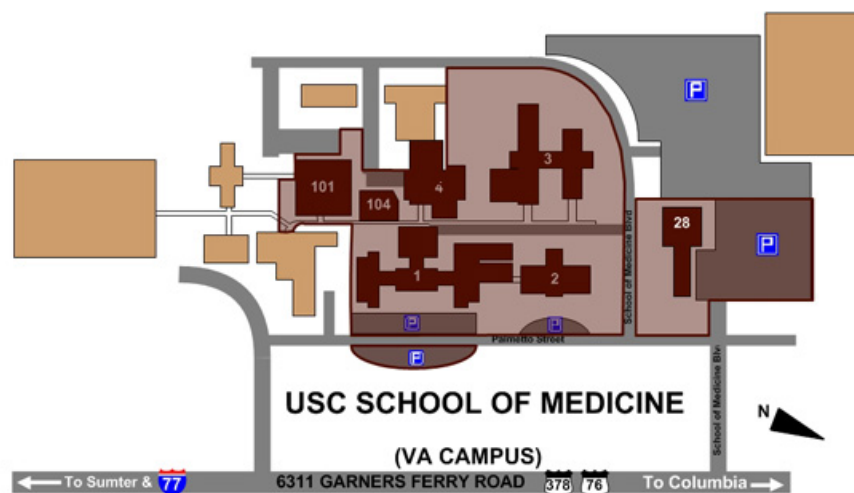 P
3
101
4
104
28
School of Medicine Blvd
P
1
2
P
P
Palmetto Street
P
School of Medicine Blvd
USC SCHOOL OF MEDICINE
N
(VA CAMPUS)
To Sumter & 77
6311 GARNERS FERRY ROAD 378 76
To Columbia